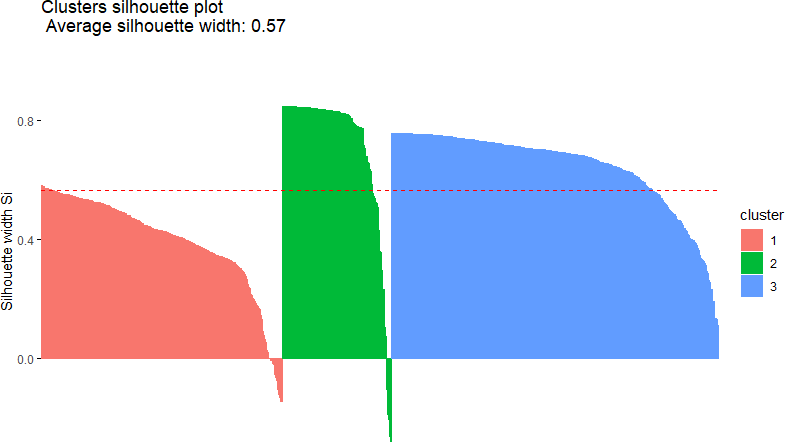 Clusters silhouette plot
Average silhouette width: 0.57
0.8
0.4
0.0
Silhouette width Si
cluster
1
2
3